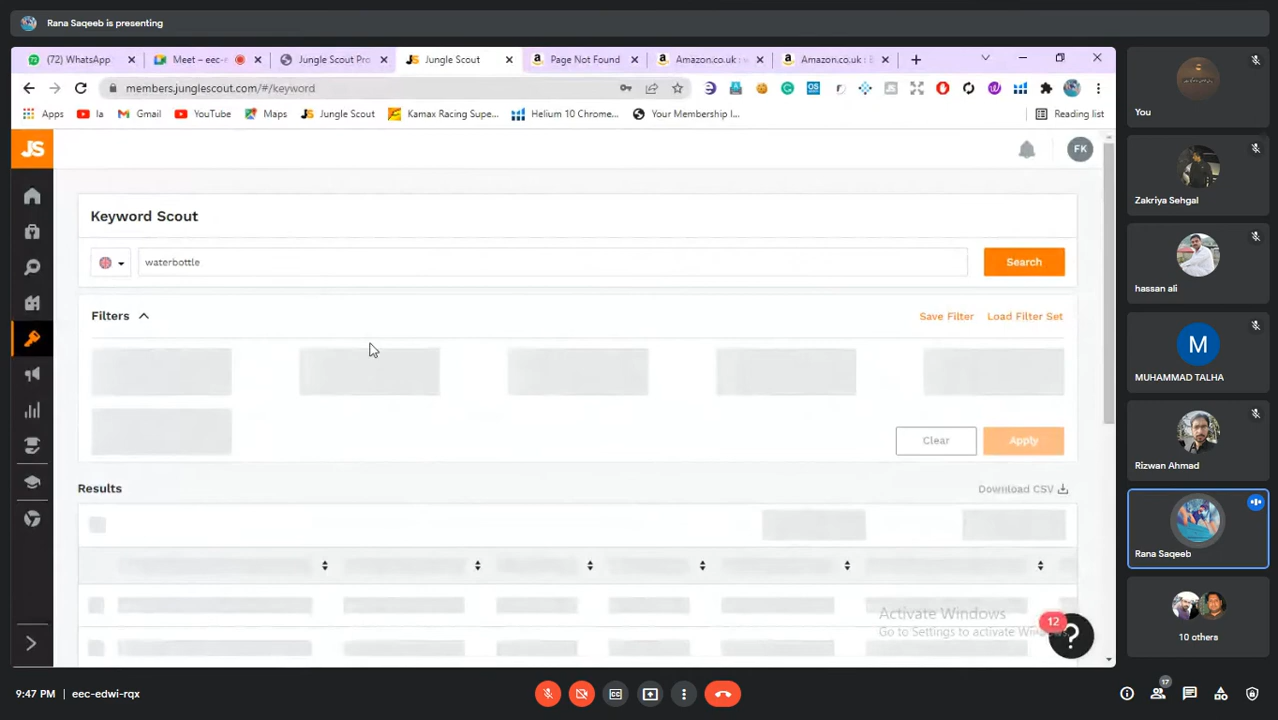 Rana Saqeeb is presenting
(72) WhatsApp
Meet – eec-e
Jungle Scout Pro
Jungle Scout
Page Not Found
Amazon.co.uk : w
Amazon.co.uk : B
members.junglescout.com/#/keyword
Apps
la
Gmail
YouTube
Maps
Jungle Scout
Kamax Racing Supe...
Helium 10 Chrome...
Your Membership I...
Reading list
JS
FK
Keyword Scout
waterbottle
Search
Filters
Save Filter
Load Filter Set
Clear
Apply
Results
Download CSV
Activate Windows
Go to Settings to activate Windows.
12
You
Zakriya Sehgal
hassan ali
M
MUHAMMAD TALHA
Rizwan Ahmad
Rana Saqeeb
10 others
9:47 PM
eec-edwi-rqx
17